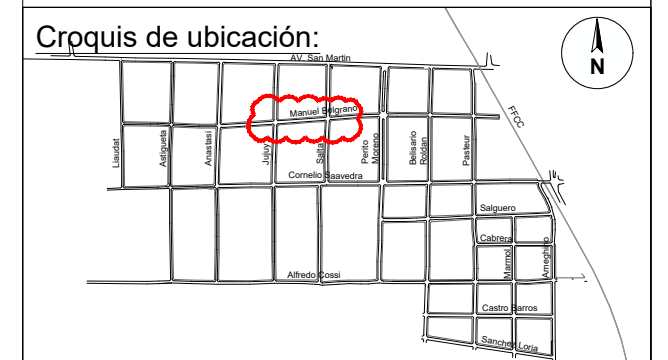 Croquis de ubicación:
N
AV. San Martin
FFCC
Manuel Belgrano
Liaudat
Astigueta
Anastasi
Jujuy
Salta
Perito
Moreno
Belisario
Roldan
Pasteur
Cornelio Saavedra
Salguero
Cabrera
Marmol
Ameghino
Alfredo Cossi
Castro Barros
Sanchez Loria